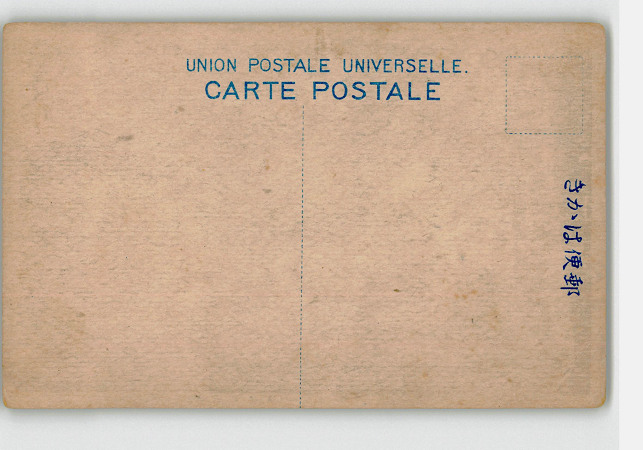 UNION POSTALE UNIVERSELLE.
CARTE POSTALE
きかは便郵